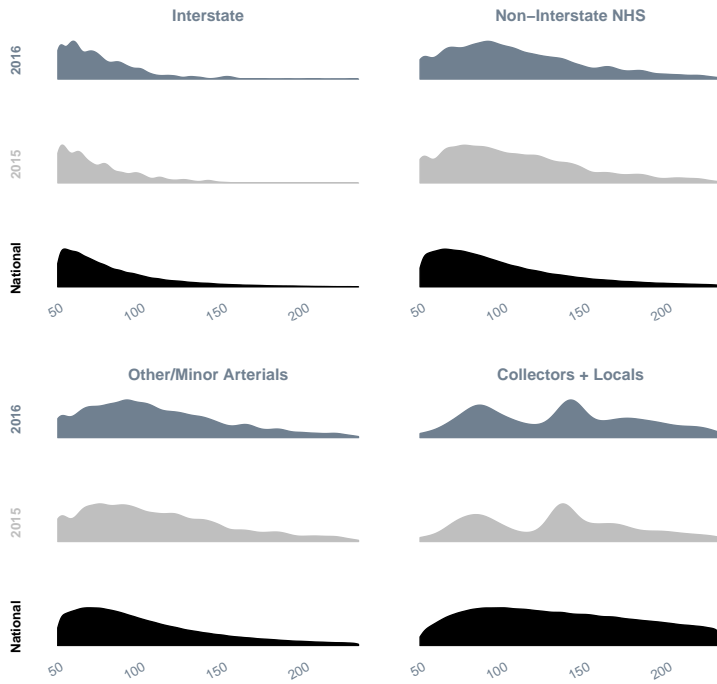 Interstate
Non−Interstate NHS
2016
2015
National
50 100 150 200
50 100 150 200
Other/Minor Arterials
Collectors + Locals
2016
2015
National
50 100 150 200
50 100 150 200